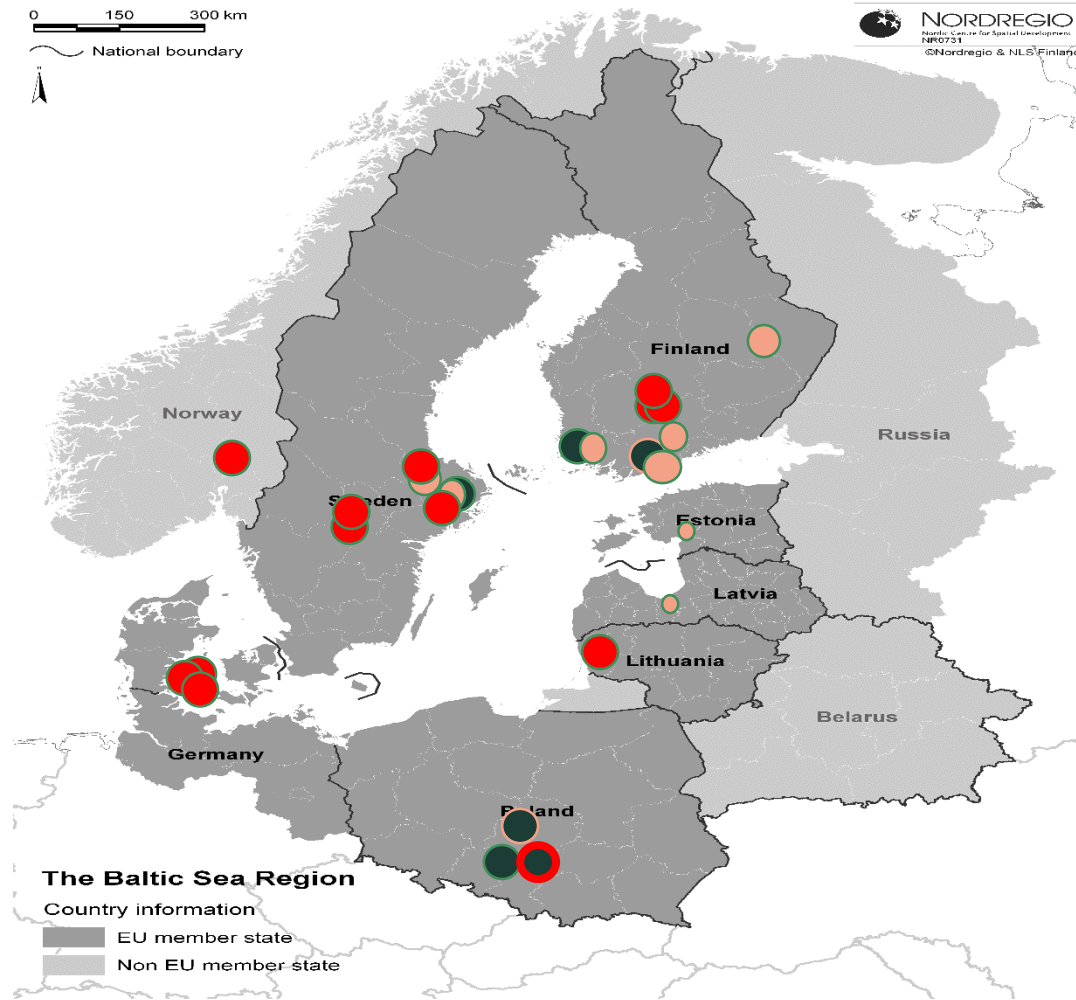 0 150 300 km
National boundary
NORDREGIO
Nordic Centre for Spatial Development
NR0731
©Nordregio & NLS Finland
Finland
Norway
Russia
Sweden
Estonia
Latvia
Lithuania
Belarus
Germany
Poland
The Baltic Sea Region
Country information
EU member state
Non EU member state